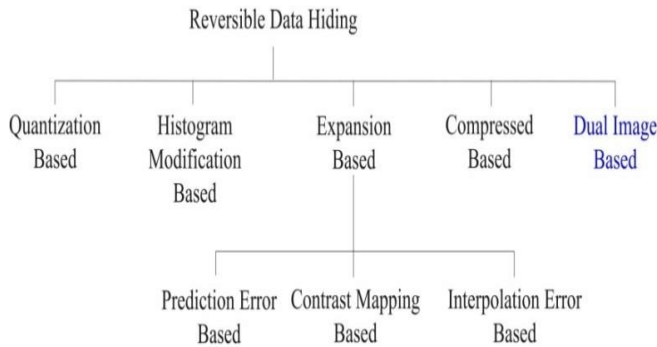 Reversible Data Hiding
Quantization
Based
Histogram
Modification
Based
Expansion
Based
Compressed
Based
Dual Image
Based
Prediction Error
Based
Contrast Mapping
Based
Interpolation Error
Based